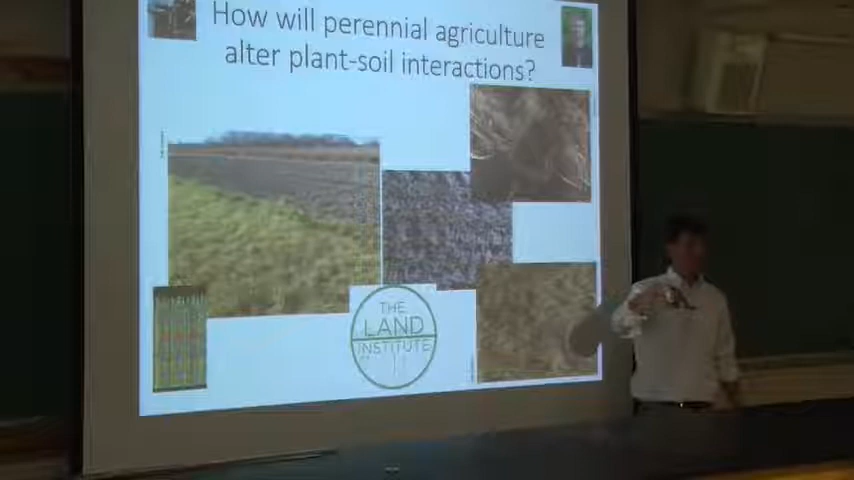 How will perennial agriculture
alter plant-soil interactions?
THE
LAND
INSTITUTE